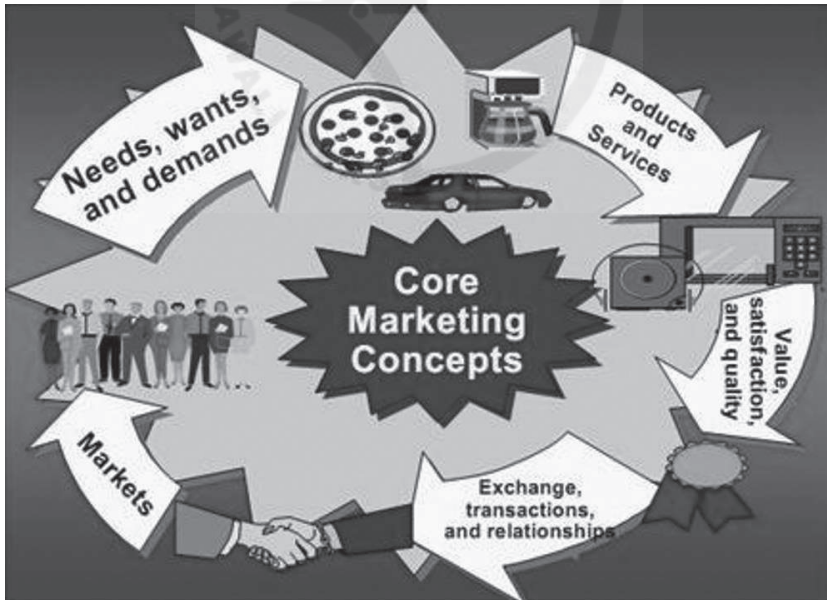 Needs, wants,
and demands
Products
and
Services
Core
Marketing
Concepts
Value,
satisfaction,
and quality
Exchange,
transactions,
and relationships
Markets